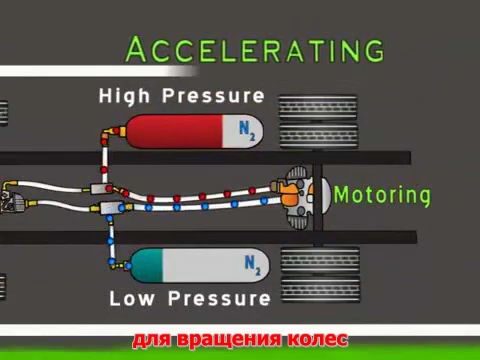 ACCELERATING
High Pressure
N2
Motoring
N2
Low Pressure
для вращения колес